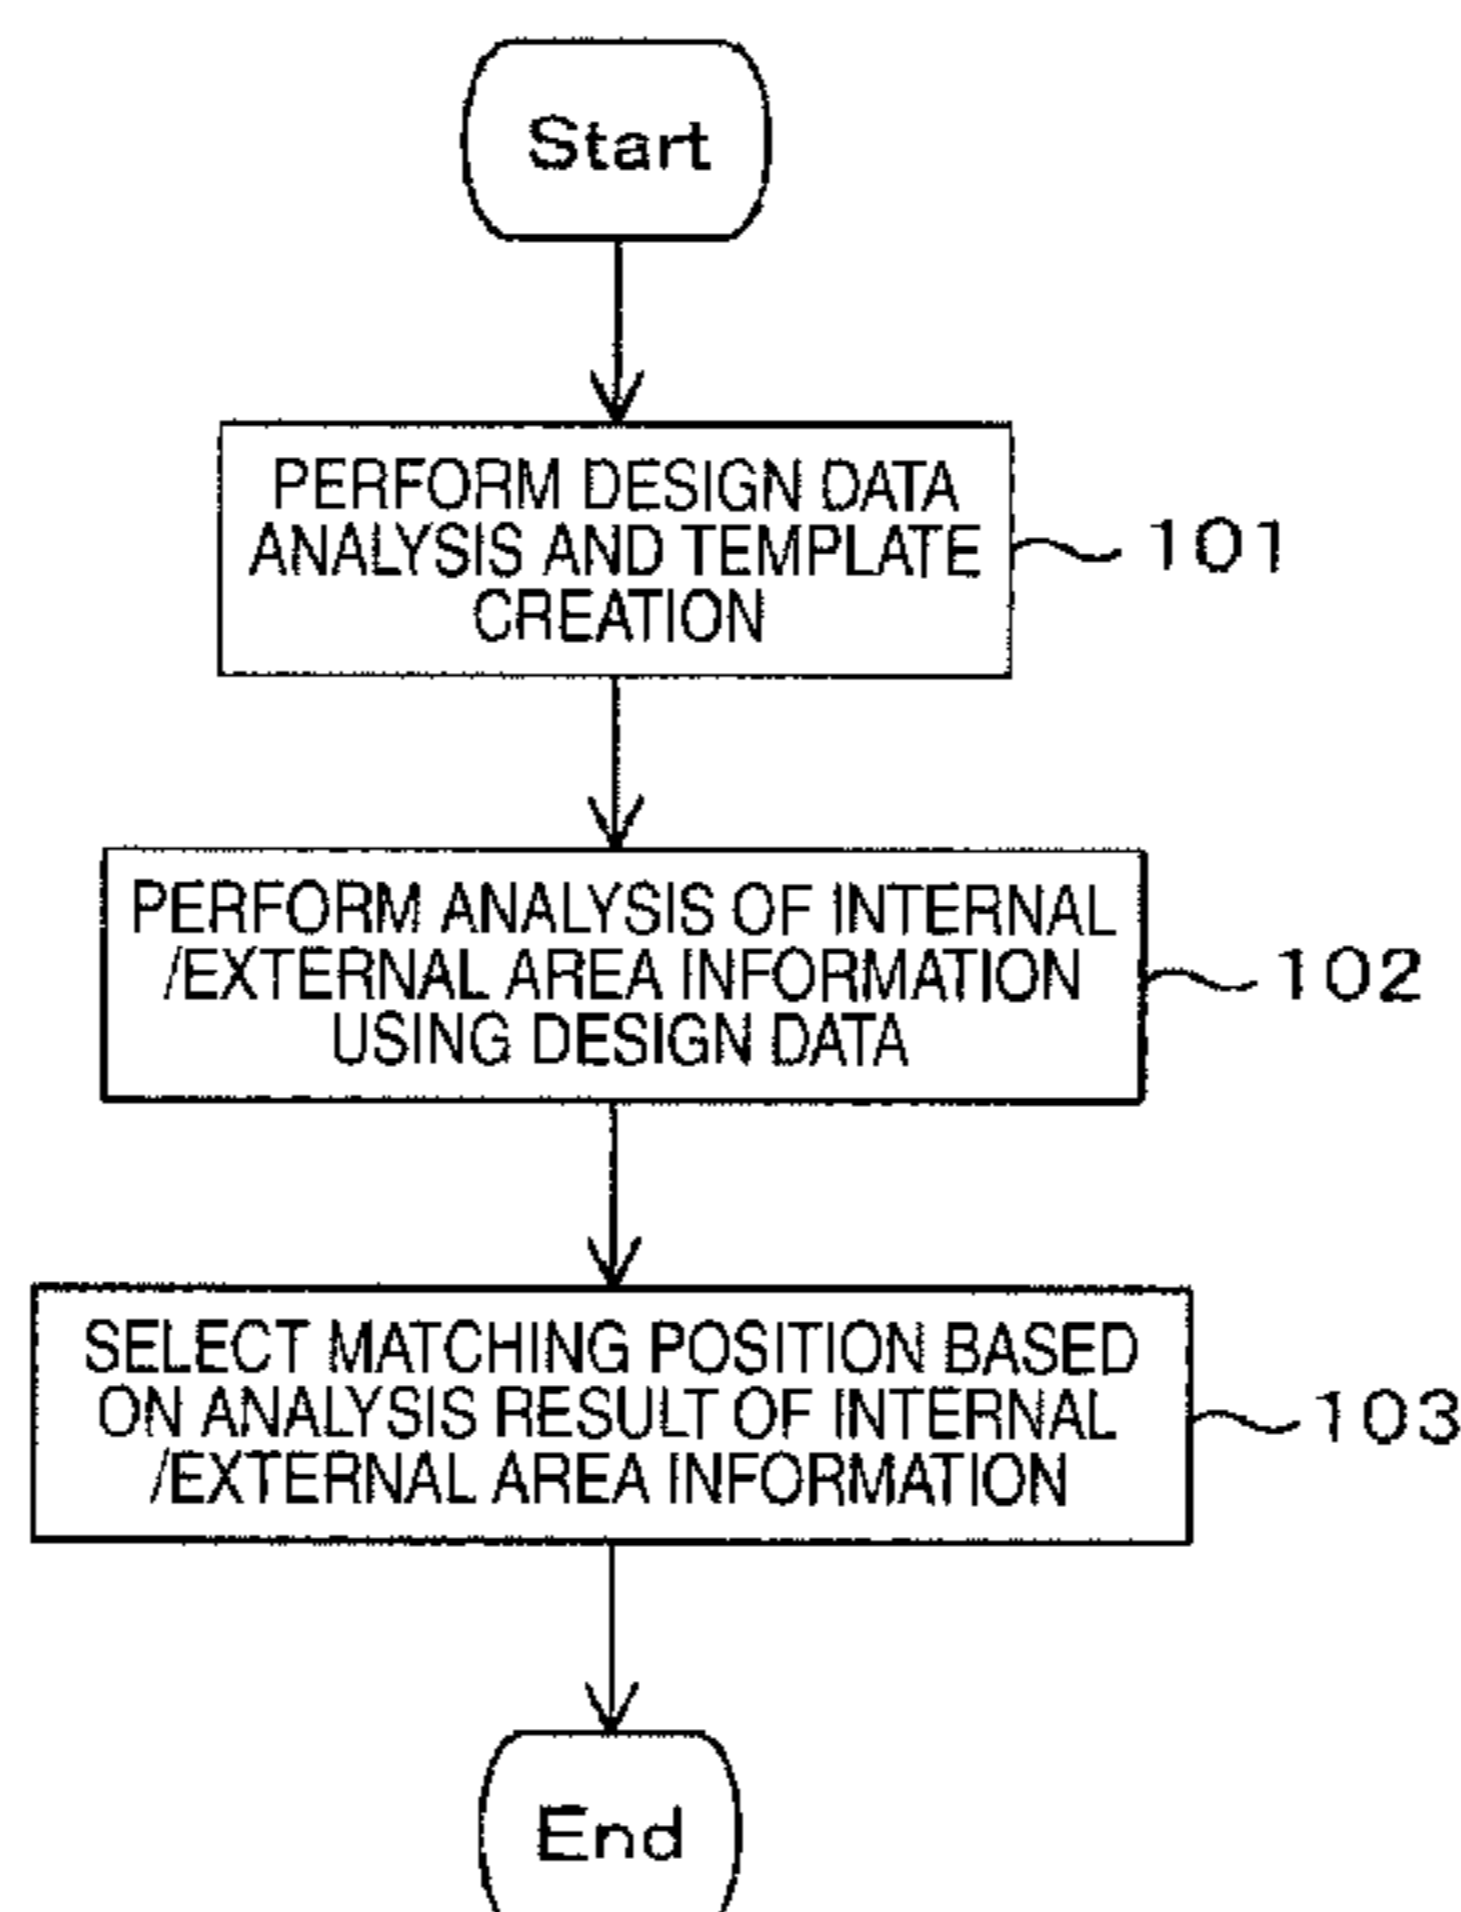 Start
PERFORM DESIGN DATA
ANALYSIS AND TEMPLATE
CREATION
101
PERFORM ANALYSIS OF INTERNAL
/EXTERNAL AREA INFORMATION
USING DESIGN DATA
102
SELECT MATCHING POSITION BASED
ON ANALYSIS RESULT OF INTERNAL
/EXTERNAL AREA INFORMATION
103
End